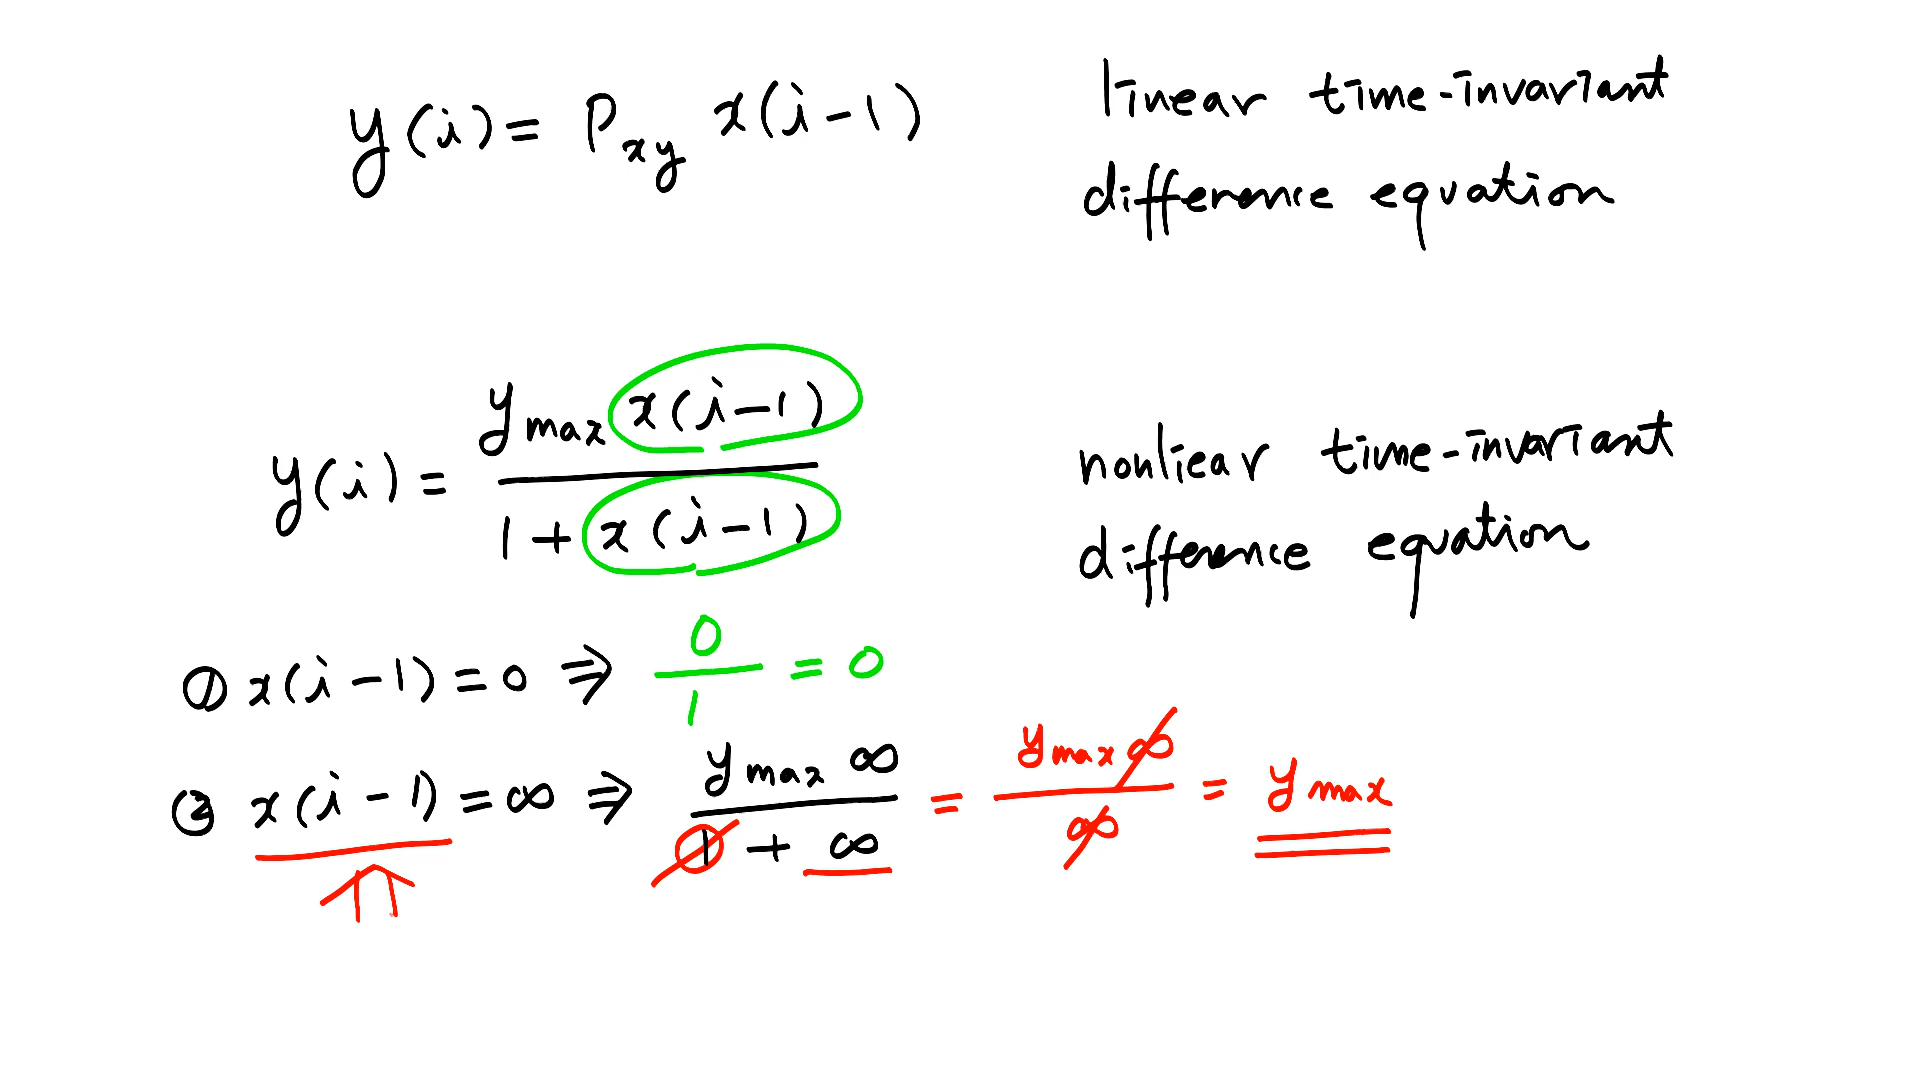 y(i) = P_xy x(i-1)
linear time-invariant
difference equation
y(i) = y_max x(i-1) / 1 + x(i-1)
nonliear time-invariant
difference equation
① x(i-1) = 0 ⇒ 0/1 = 0
② x(i-1) = ∞ ⇒ y_max ∞ / 1 + ∞ = y_max ∞ / ∞ = y_max